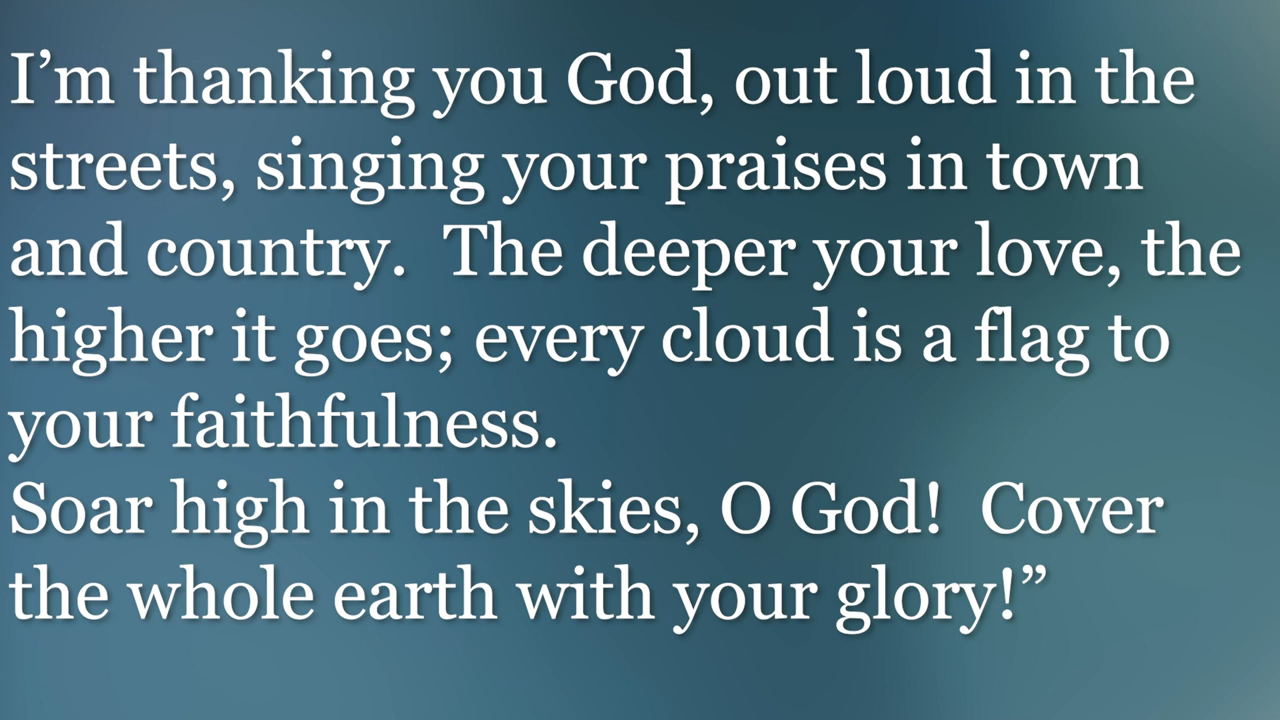 I’m thanking you God, out loud in the
streets, singing your praises in town
and country.  The deeper your love, the
higher it goes; every cloud is a flag to
your faithfulness.
Soar high in the skies, O God!  Cover
the whole earth with your glory!”